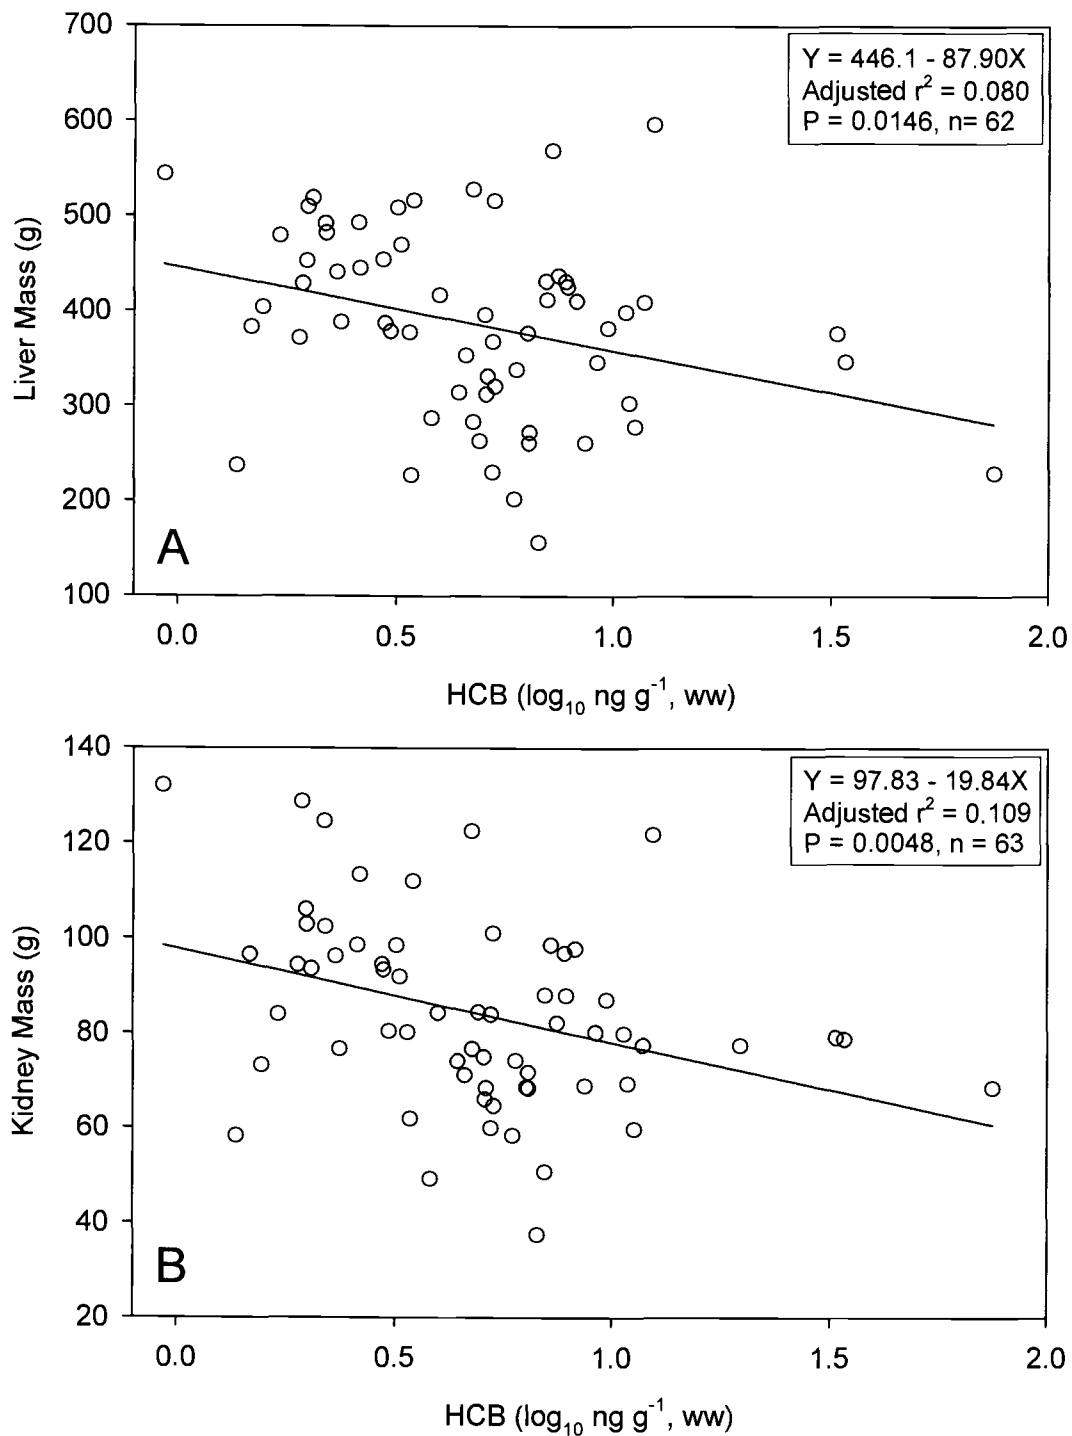 700
600
500
400
300
200
100
Liver Mass (g)
Y = 446.1 - 87.90X
Adjusted r² = 0.080
P = 0.0146, n= 62
A
0.0 0.5 1.0 1.5 2.0
HCB (log₁₀ ng g⁻¹, ww)
140
120
100
80
60
40
20
Kidney Mass (g)
Y = 97.83 - 19.84X
Adjusted r² = 0.109
P = 0.0048, n = 63
B
0.0 0.5 1.0 1.5 2.0
HCB (log₁₀ ng g⁻¹, ww)